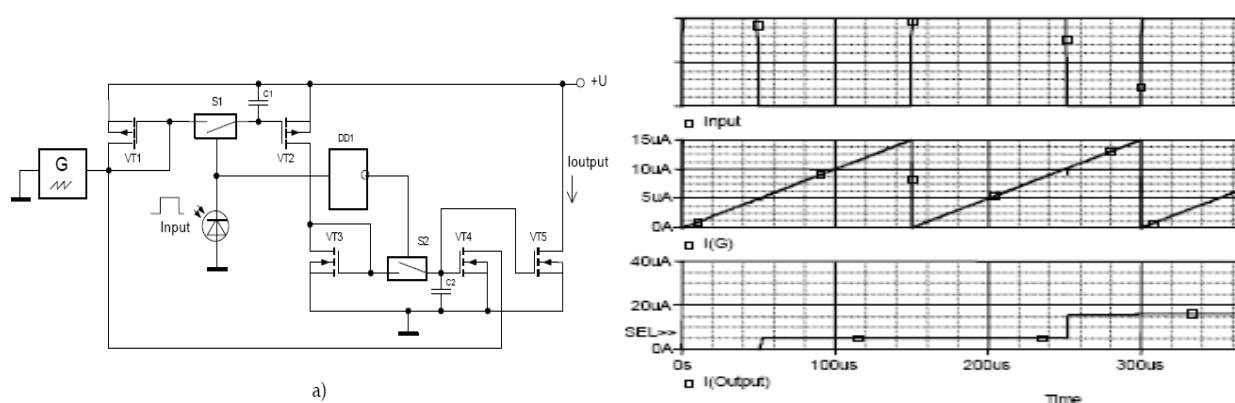 +U
S1
C1
DD1
VT1
VT2
G
Ioutput
Input
VT3
S2
VT4
VT5
C2
a)
Input
15uA
10uA
5uA
0A
I(G)
40uA
20uA
SEL>>
0A
0s
100us
200us
300us
I(Output)
Time